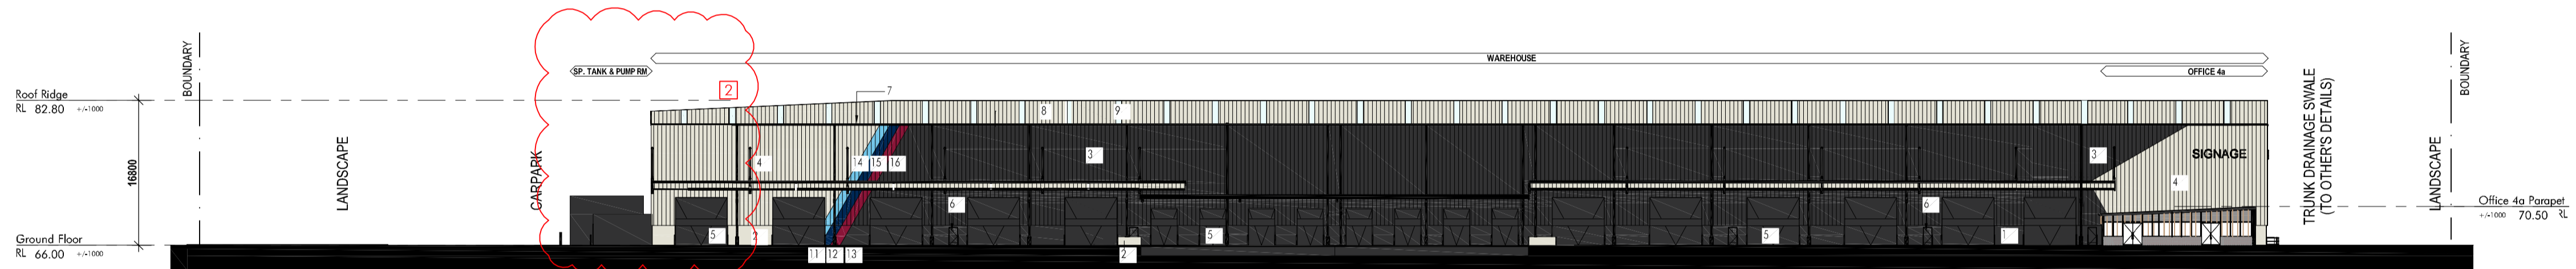 BOUNDARY
WAREHOUSE
BOUNDARY
SP. TANK & PUMP RM
OFFICE 4a
2
7
Roof Ridge
RL 82.80 +/-1000
8
9
16800
LANDSCAPE
CARPARK
4
14
15
16
3
3
SIGNAGE
4
TRUNK DRAINAGE SWALE
(TO OTHER'S DETAILS)
LANDSCAPE
6
6
Office 4a Parapet
+/-1000 70.50 RL
Ground Floor
RL 66.00 +/-1000
5
2
5
5
1
11
12
13
2